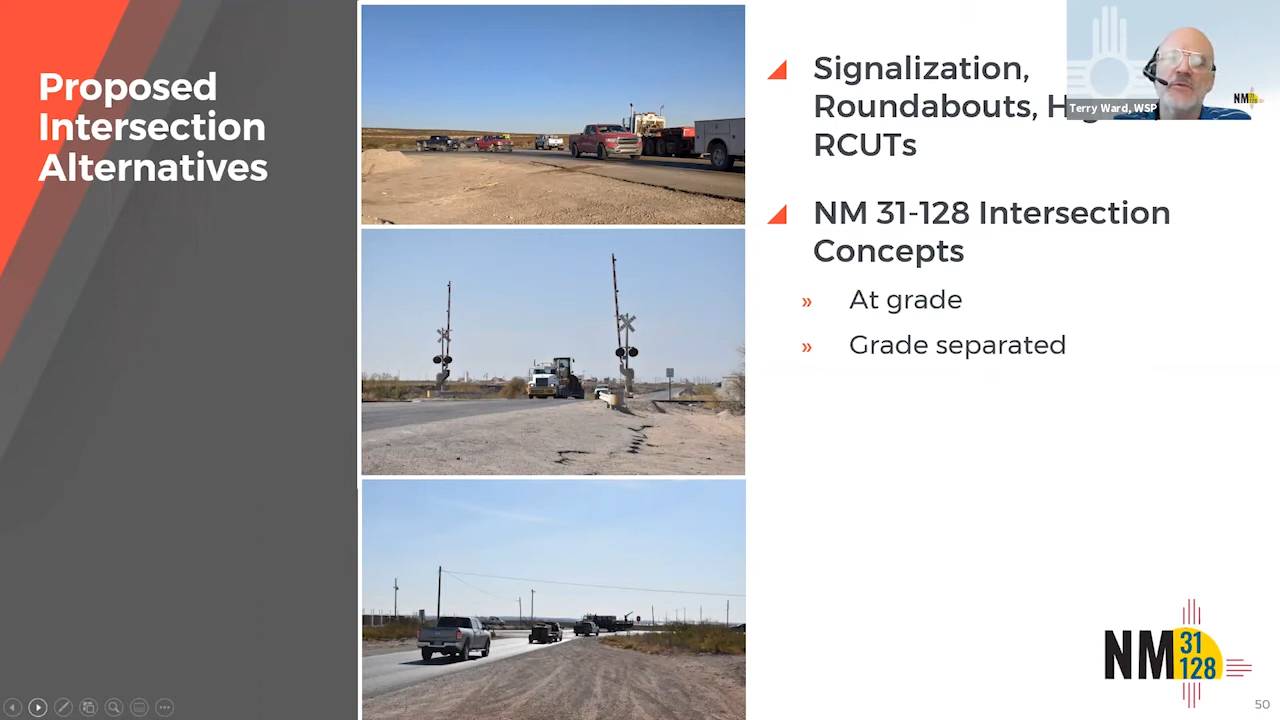 Proposed
Intersection
Alternatives
Signalization,
Roundabouts,
RCUTs
NM 31-128 Intersection
Concepts
» At grade
» Grade separated
Terry Ward, WSP
NM 31
128
50